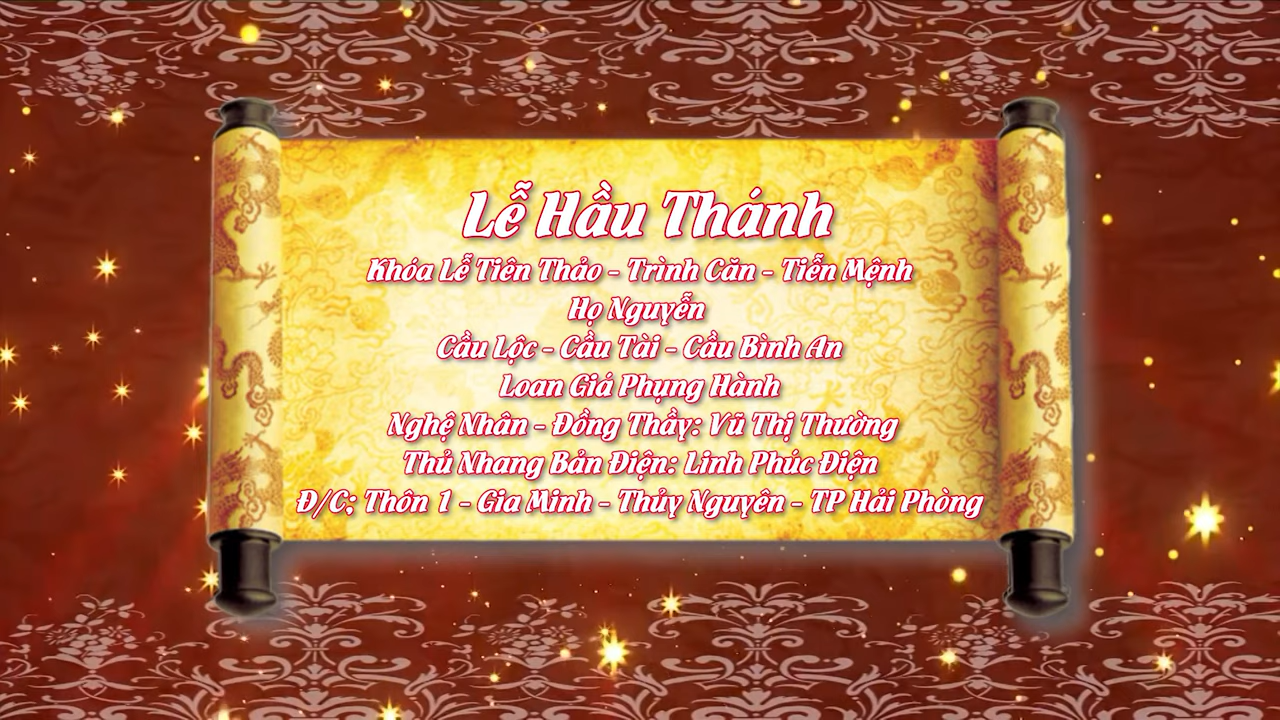 Lễ Hầu Thánh
Khóa Lễ Tiên Thảo - Trình Căn - Tiễn Mệnh
Họ Nguyễn
Cầu Lộc - Cầu Tài - Cầu Bình An
Loan Giá Phụng Hành
Nghệ Nhân - Đồng Thầy: Vũ Thị Thường
Thủ Nhang Bản Điện: Linh Phúc Điện
Đ/C: Thôn 1 - Gia Minh - Thủy Nguyên - TP Hải Phòng